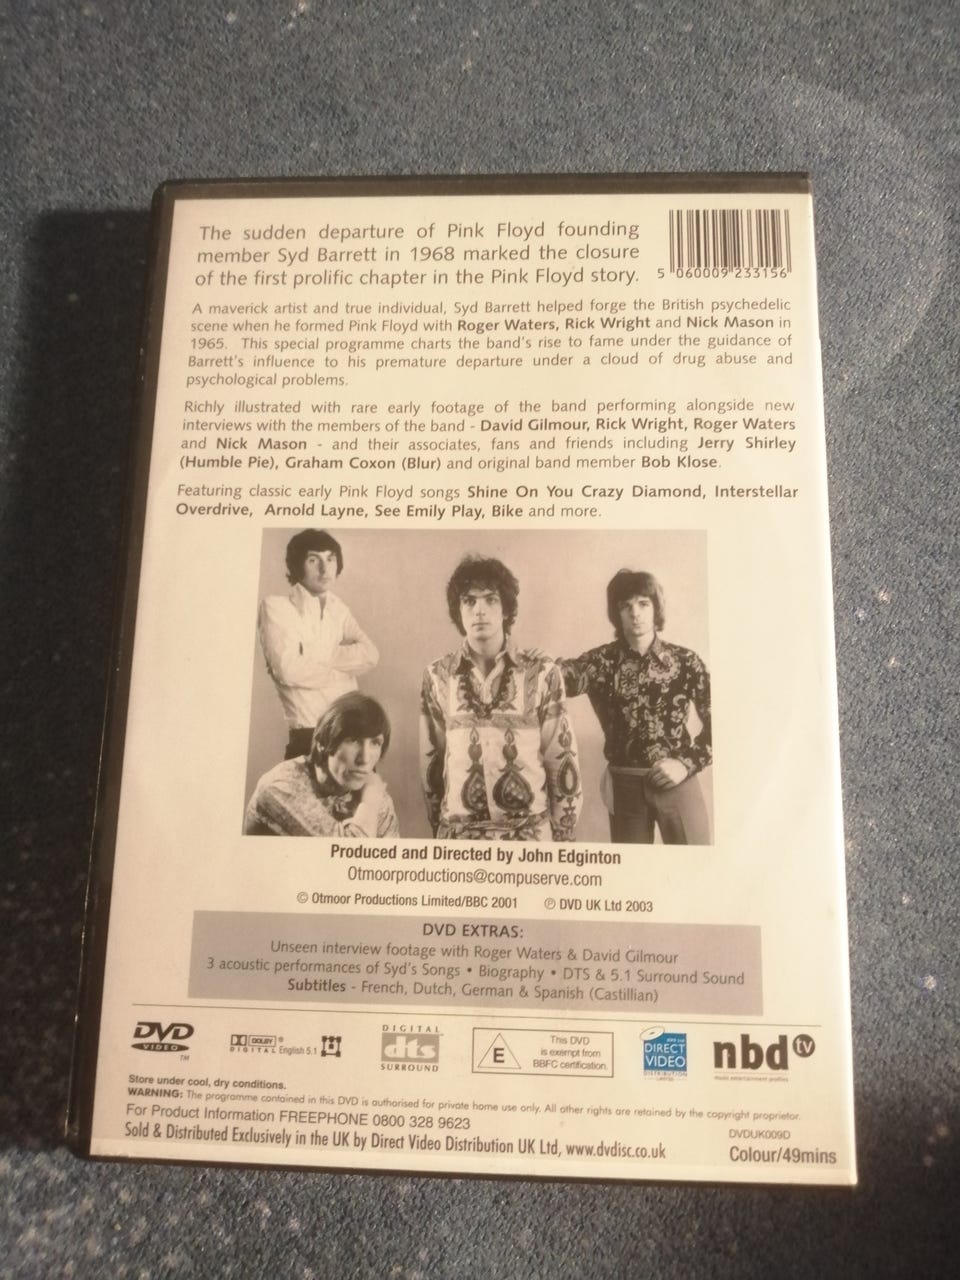 The sudden departure of Pink Floyd founding
member Syd Barrett in 1968 marked the closure
of the first prolific chapter in the Pink Floyd story.
5 060009 233156
A maverick artist and true individual, Syd Barrett helped forge the British psychedelic
scene when he formed Pink Floyd with Roger Waters, Rick Wright and Nick Mason in
1965. This special programme charts the band's rise to fame under the guidance of
Barrett's influence to his premature departure under a cloud of drug abuse and
psychological problems.
Richly illustrated with rare early footage of the band performing alongside new
interviews with the members of the band - David Gilmour, Rick Wright, Roger Waters
and Nick Mason - and their associates, fans and friends including Jerry Shirley
(Humble Pie), Graham Coxon (Blur) and original band member Bob Klose.
Featuring classic early Pink Floyd songs Shine On You Crazy Diamond, Interstellar
Overdrive, Arnold Layne, See Emily Play, Bike and more.
Produced and Directed by John Edginton
Otmoorproductions@compuserve.com
© Otmoor Productions Limited/BBC 2001 ℗ DVD UK Ltd 2003
DVD EXTRAS:
Unseen interview footage with Roger Waters & David Gilmour
3 acoustic performances of Syd's Songs • Biography • DTS & 5.1 Surround Sound
Subtitles - French, Dutch, German & Spanish (Castillian)
DVD
VIDEO
TM
DOLBY
DIGITAL English 5.1
DIGITAL
dts
SURROUND
E
This DVD
is exempt from
BBFC certification.
DIRECT
VIDEO
DISTRIBUTION
LIMITED
nbd tv
music entertainment profiles
Store under cool, dry conditions.
WARNING: The programme contained in this DVD is authorised for private home use only. All other rights are retained by the copyright proprietor.
For Product Information FREEPHONE 0800 328 9623
DVDUK009D
Sold & Distributed Exclusively in the UK by Direct Video Distribution UK Ltd, www.dvdisc.co.uk
Colour/49mins